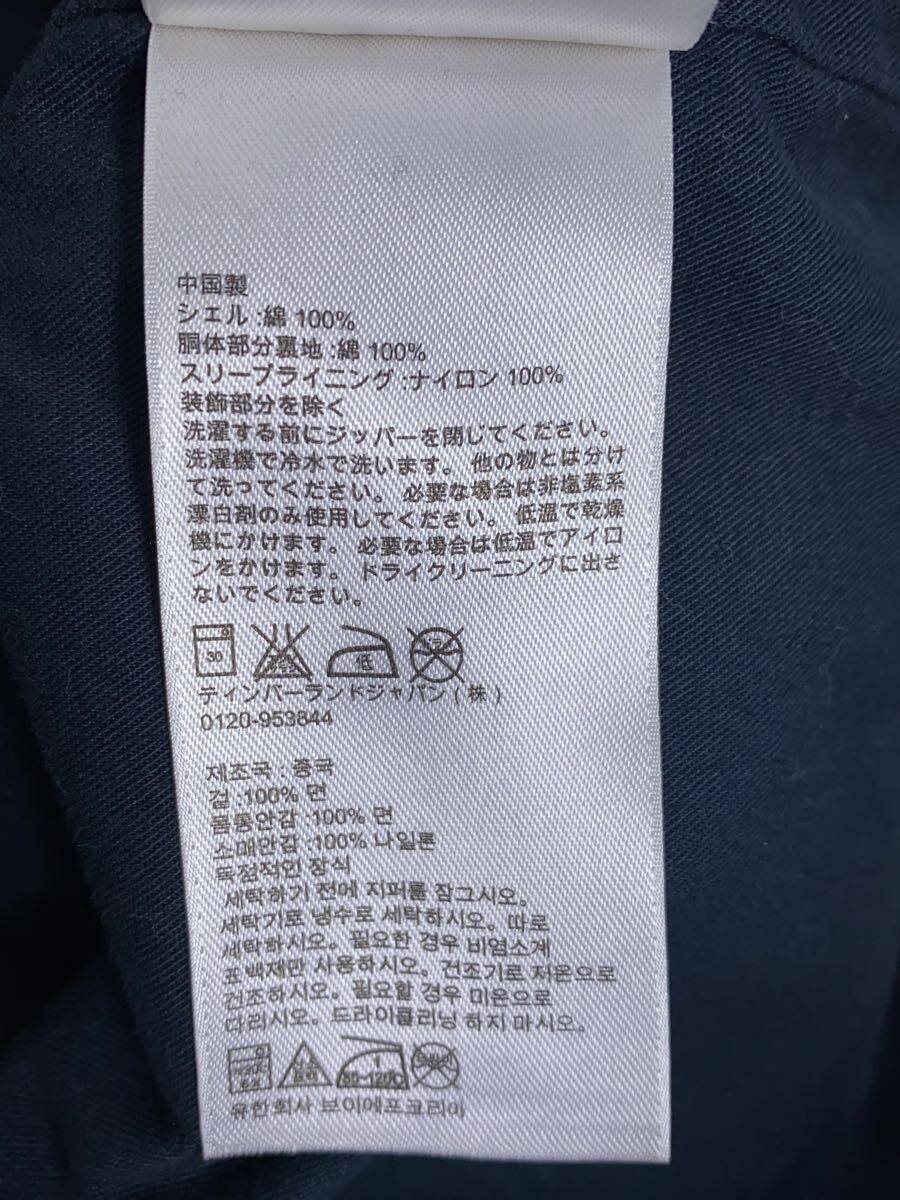 中国製
シェル :綿 100%
胴体部分裏地 :綿 100%
スリーブライニング :ナイロン 100%
装飾部分を除く
洗濯する前にジッパーを閉じてください。
洗濯機で冷水で洗います。 他の物とは分け
て洗ってください。 必要な場合は非塩素系
漂白剤のみ使用してください。 低温で乾燥
機にかけます。 必要な場合は低温でアイロ
ンをかけます。 ドライクリーニングに出さ
ないでください。
30 低
ティンバーランドジャパン ( 株 )
0120-953844
제조국 : 중국
겉 :100% 면
몸통안감 :100% 면
소매안감 :100% 나일론
독점적인 장식
세탁하기 전에 지퍼를 잠그시오。
세탁기로 냉수로 세탁하시오。따로
세탁하시오。필요한 경우 비염소계
표백제만 사용하시오。건조기로 저온으로
건조하시오。필요할 경우 미온으로
다리시오。드라이클리닝 하지 마시오。
1 80~120C
유한회사 브이에프코리아